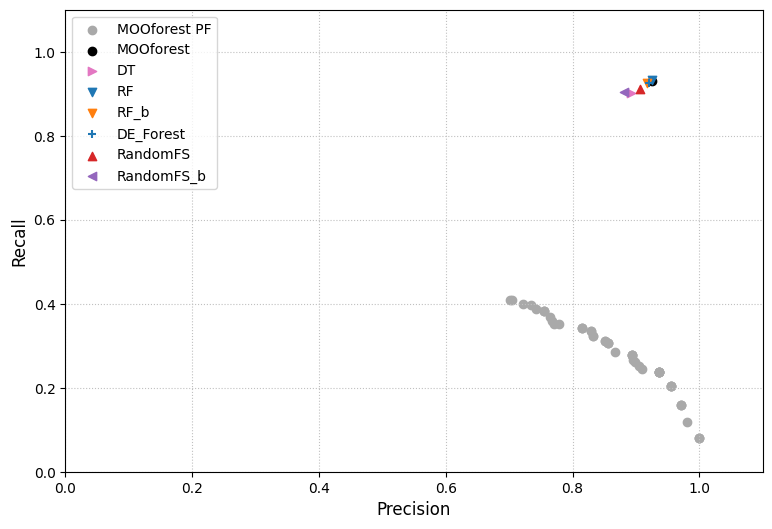 MOOforest PF
MOOforest
DT
RF
RF_b
DE_Forest
RandomFS
RandomFS_b
1.0
0.8
0.6
0.4
0.2
0.0
Recall
0.0 0.2 0.4 0.6 0.8 1.0
Precision